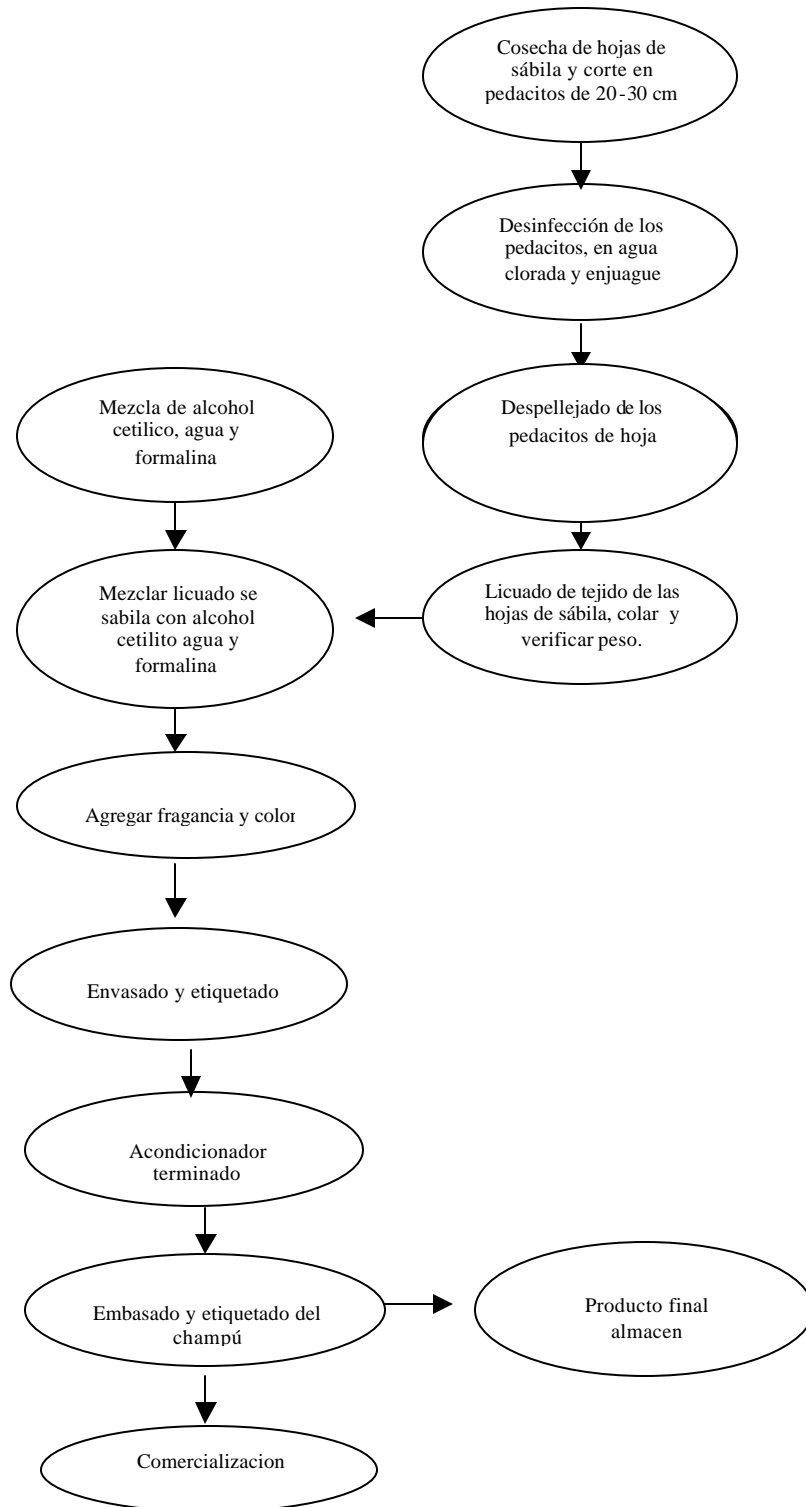 Cosecha de hojas de
sábila y corte en
pedacitos de 20-30 cm
Desinfección de los
pedacitos, en agua
clorada y enjuague
Despellejado de los
pedacitos de hoja
Mezcla de alcohol
cetilico, agua y
formalina
Licuado de tejido de las
hojas de sábila, colar y
verificar peso.
Mezclar licuado se
sabila con alcohol
cetilito agua y
formalina
Agregar fragancia y color
Envasado y etiquetado
Acondicionador
terminado
Embasado y etiquetado del
champú
Producto final
almacen
Comercializacion